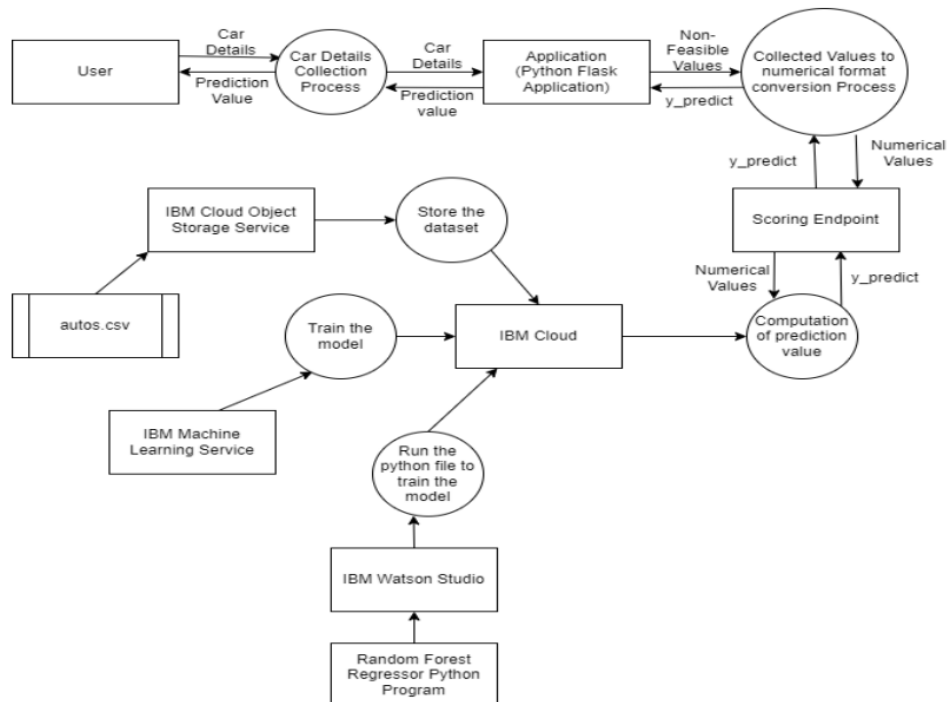 Car
Details
User
Prediction
Value
Car Details
Collection
Process
Car
Details
Prediction
value
Application
(Python Flask
Application)
Non-
Feasible
Values
y_predict
Collected Values to
numerical format
conversion Process
y_predict
Numerical
Values
IBM Cloud Object
Storage Service
Store the
dataset
Scoring Endpoint
Numerical
Values
y_predict
autos.csv
Train the
model
IBM Cloud
Computation
of prediction
value
IBM Machine
Learning Service
Run the
python file to
train the
model
IBM Watson Studio
Random Forest
Regressor Python
Program